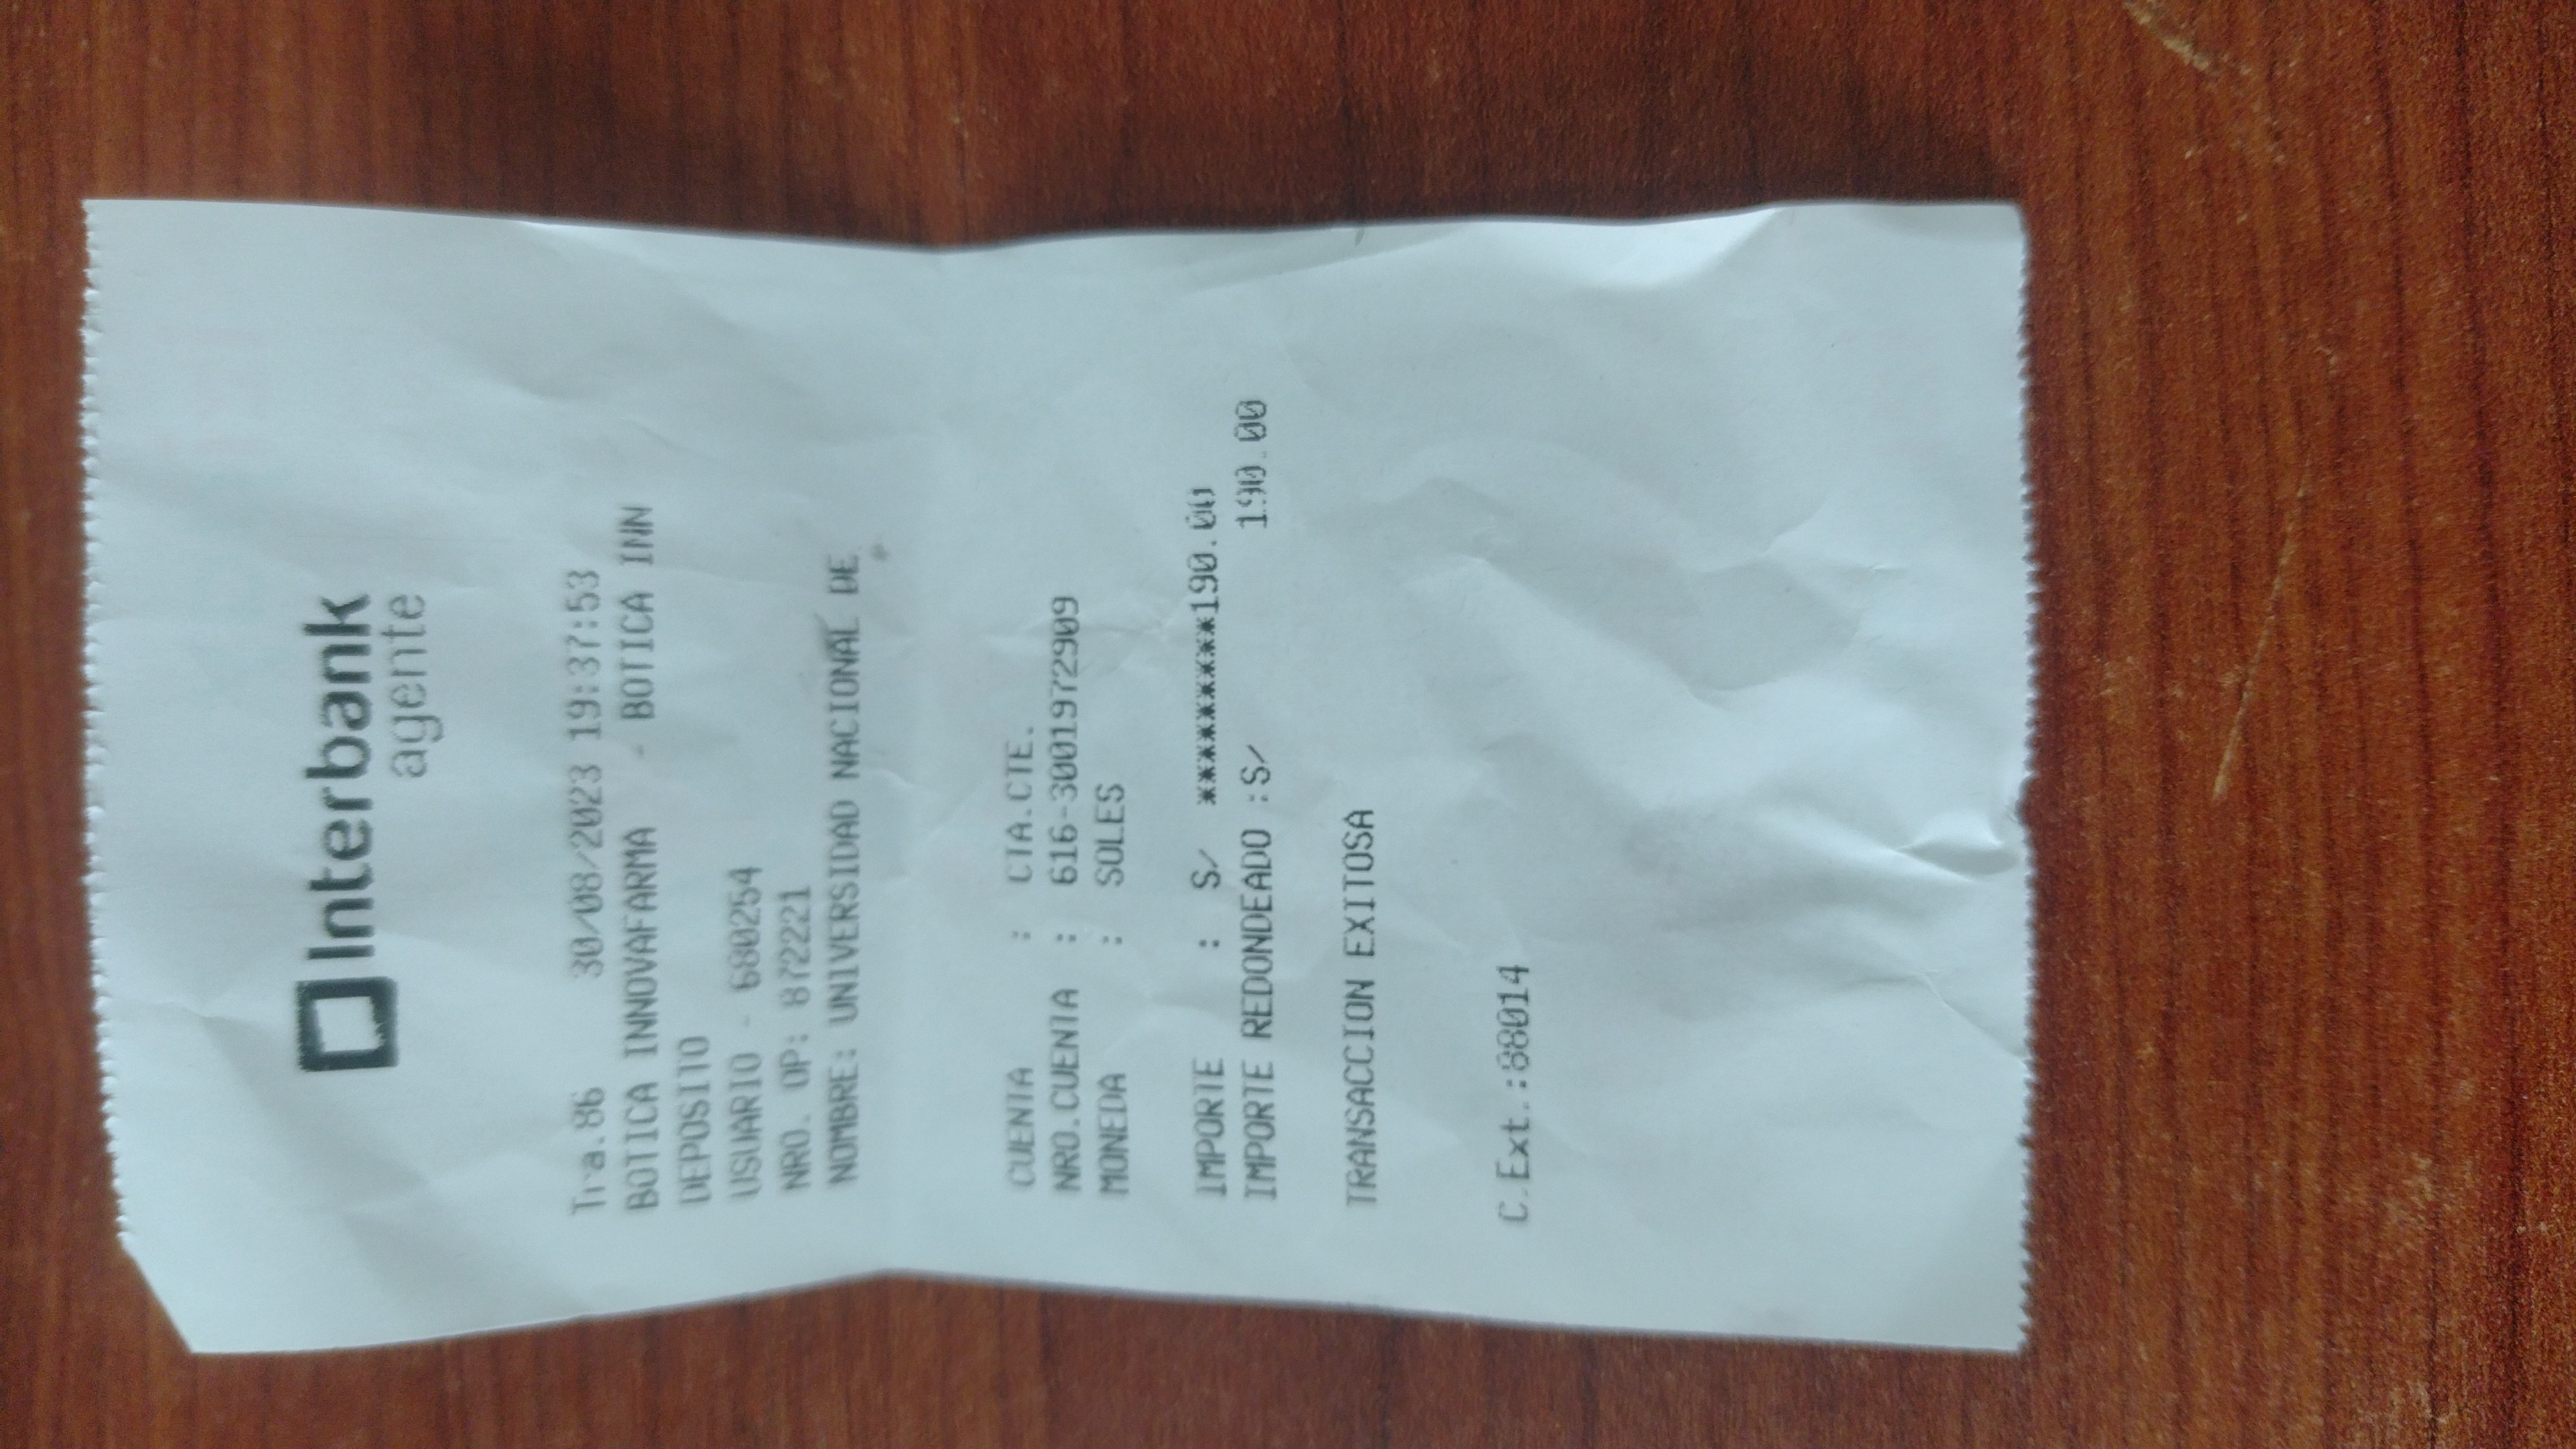 Interbank
agente
Tra.86 30/08/2023 19:37:53
BOTICA INNOVAFARMA - BOTICA INN
DEPOSITO
USUARIO - 680254
NRO. OP: 872221
NOMBRE: UNIVERSIDAD NACIONAL DE
CUENTA : CTA.CTE.
NRO.CUENTA : 616-3001972909
MONEDA : SOLES
IMPORTE : S/ *************190.00
IMPORTE REDONDEADO :S/ 190.00
TRANSACCION EXITOSA
C.Ext.:88014